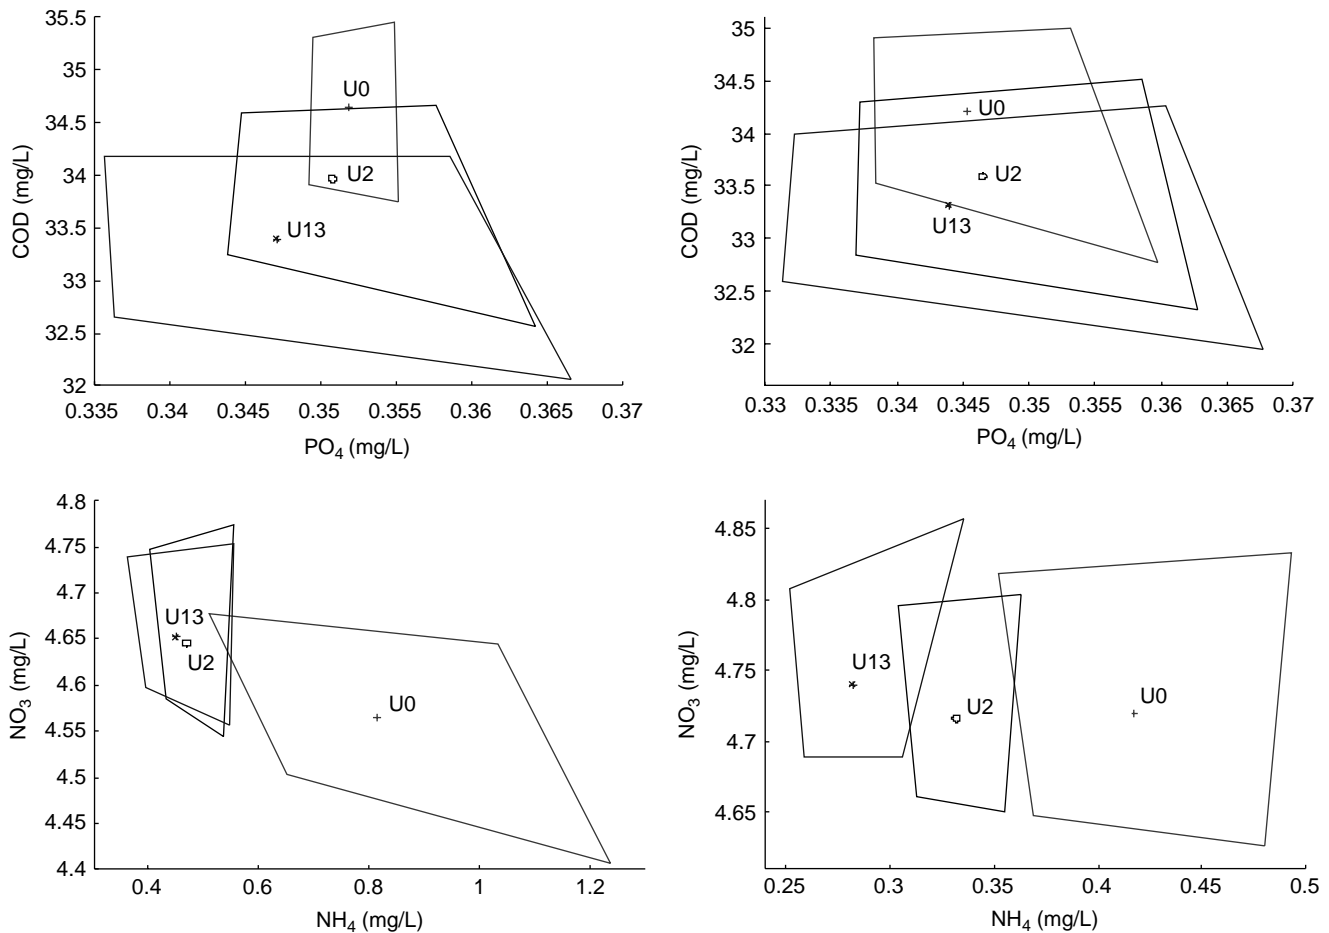 35.5
35
34.5
34
33.5
33
32.5
32
COD (mg/L)
U0
U2
U13
0.335 0.34 0.345 0.35 0.355 0.36 0.365 0.37
PO4 (mg/L)
35
34.5
34
33.5
33
32.5
32
COD (mg/L)
U0
U2
U13
0.33 0.335 0.34 0.345 0.35 0.355 0.36 0.365 0.37
PO4 (mg/L)
4.8
4.75
4.7
4.65
4.6
4.55
4.5
4.45
4.4
NO3 (mg/L)
U13
U2
U0
0.4 0.6 0.8 1 1.2
NH4 (mg/L)
4.85
4.8
4.75
4.7
4.65
NO3 (mg/L)
U13
U2
U0
0.25 0.3 0.35 0.4 0.45 0.5
NH4 (mg/L)